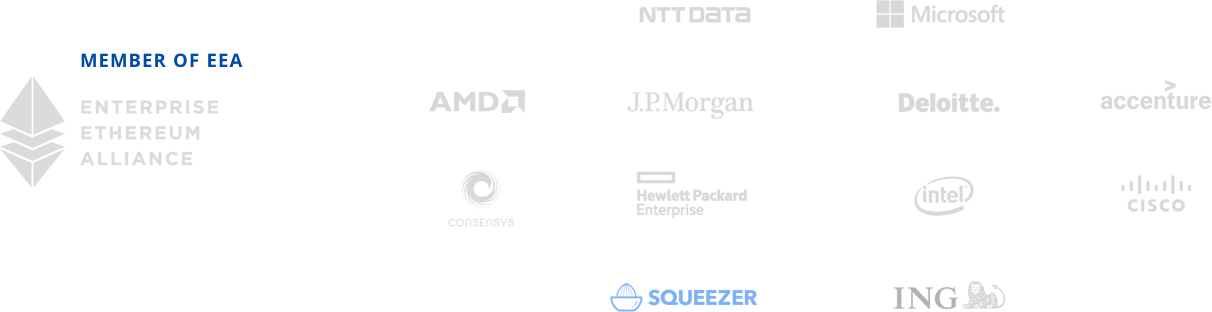 MEMBER OF EEA
ENTERPRISE
ETHEREUM
ALLIANCE
NTT DATA
Microsoft
AMD
J.P.Morgan
Deloitte.
accenture
CONSENSYS
Hewlett Packard
Enterprise
intel
CISCO
SQUEEZER
ING